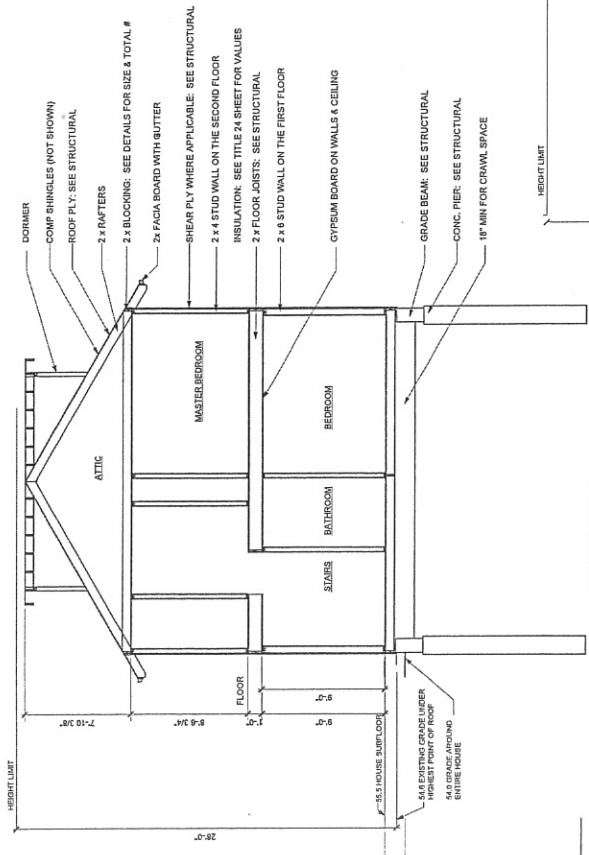 DORMER
COMP SHINGLES (NOT SHOWN)
ROOF PLY: SEE STRUCTURAL
2 x RAFTERS
2 x BLOCKING: SEE DETAILS FOR SIZE & TOTAL #
2x FACIA BOARD WITH GUTTER
SHEAR PLY WHERE APPLICABLE: SEE STRUCTURAL
2 x 4 STUD WALL ON THE SECOND FLOOR
INSULATION: SEE TITLE 24 SHEET FOR VALUES
2 x FLOOR JOISTS: SEE STRUCTURAL
2 x 6 STUD WALL ON THE FIRST FLOOR
GYPSUM BOARD ON WALLS & CEILING
GRADE BEAM: SEE STRUCTURAL
CONC. PIER: SEE STRUCTURAL
18" MIN FOR CRAWL SPACE
HEIGHT LIMIT
ATTIC
MASTER BEDROOM
BEDROOM
BATHROOM
STAIRS
HEIGHT LIMIT
7'-10 3/8"
8'-6 3/4"
FLOOR
1'-0"
9'-0"
9'-0"
28'-0"
55.5 HOUSE SUBFLOOR
54.6 EXISTING GRADE UNDER
HIGHEST POINT OF ROOF
54.0 GRADE AROUND
ENTIRE HOUSE